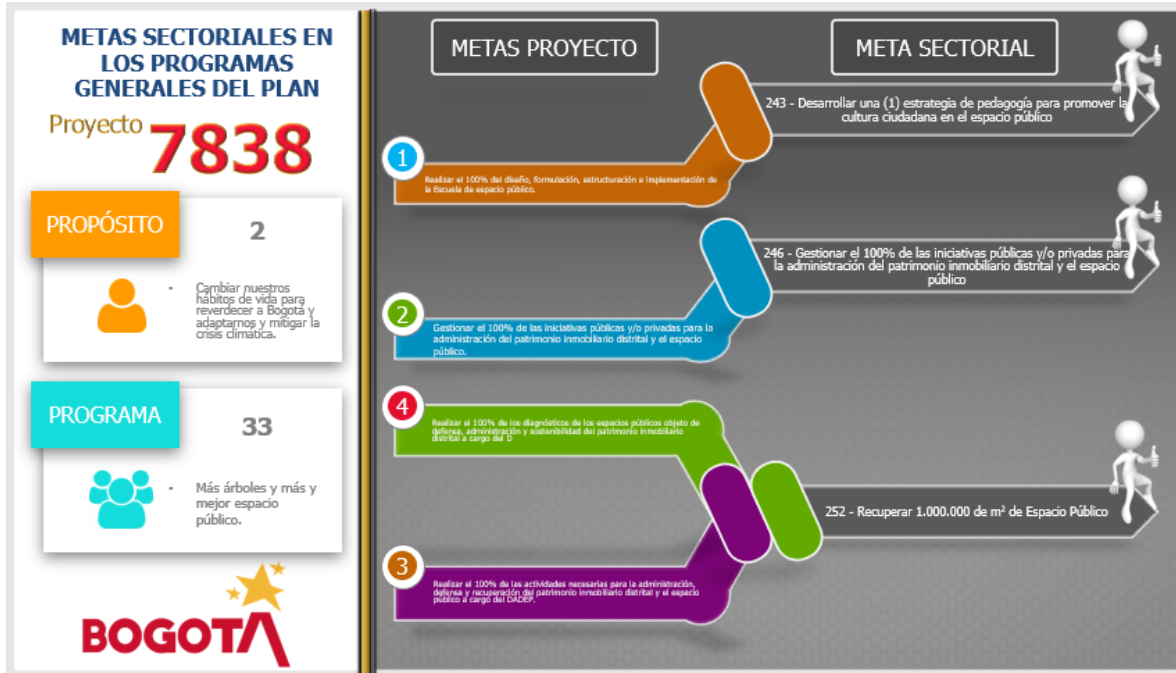 METAS SECTORIALES EN
LOS PROGRAMAS
GENERALES DEL PLAN
Proyecto 7838
PROPÓSITO
2
• Cambiar nuestros
hábitos de vida para
reverdecer a Bogotá y
adaptarnos y mitigar la
crisis climática.
PROGRAMA
33
• Más árboles y más y
mejor espacio
público.
BOGOTÁ
METAS PROYECTO
META SECTORIAL
1
Realizar el 100% del diseño, formulación, estructuración e implementación de
la Escuela de espacio público.
243 - Desarrollar una (1) estrategia de pedagogía para promover la
cultura ciudadana en el espacio público
2
Gestionar el 100% de las iniciativas públicas y/o privadas para la
administración del patrimonio inmobiliario distrital y el espacio
público.
246 - Gestionar el 100% de las iniciativas públicas y/o privadas para
la administración del patrimonio inmobiliario distrital y el espacio
público
4
Realizar el 100% de los diagnósticos de los espacios públicos objeto de
defensa, administración y sostenibilidad del patrimonio inmobiliario
distrital a cargo del D
3
Realizar el 100% de las actividades necesarias para la administración,
defensa y recuperación del patrimonio inmobiliario distrital y el espacio
público a cargo del DADEP.
252 - Recuperar 1.000.000 de m² de Espacio Público